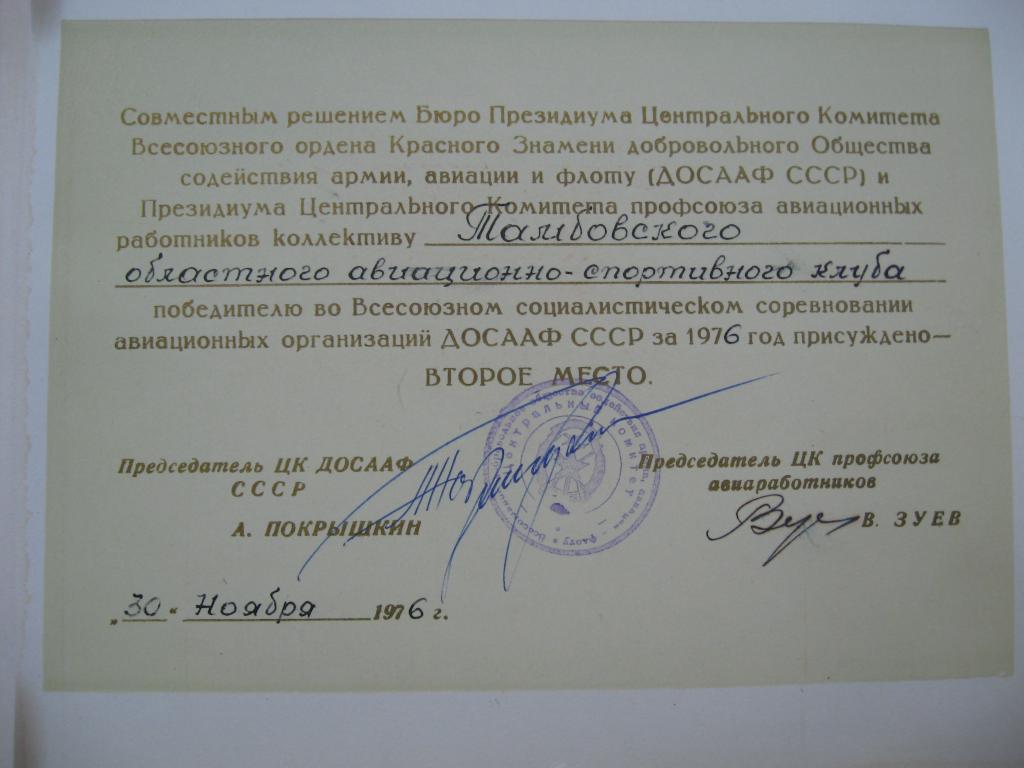 Совместным решением Бюро Президиума Центрального Комитета
Всесоюзного ордена Красного Знамени добровольного Общества
содействия армии, авиации и флоту (ДОСААФ СССР) и
Президиума Центрального Комитета профсоюза авиационных
работников коллективу Тамбовского
областного авиационно-спортивного клуба
победителю во Всесоюзном социалистическом соревновании
авиационных организаций ДОСААФ СССР за 1976 год присуждено—
ВТОРОЕ МЕСТО.
Председатель ЦК ДОСААФ
СССР
А. ПОКРЫШКИН
Центральный комитет
Председатель ЦК профсоюза
авиаработников
В. ЗУЕВ
„30“ Ноября 1976 г.